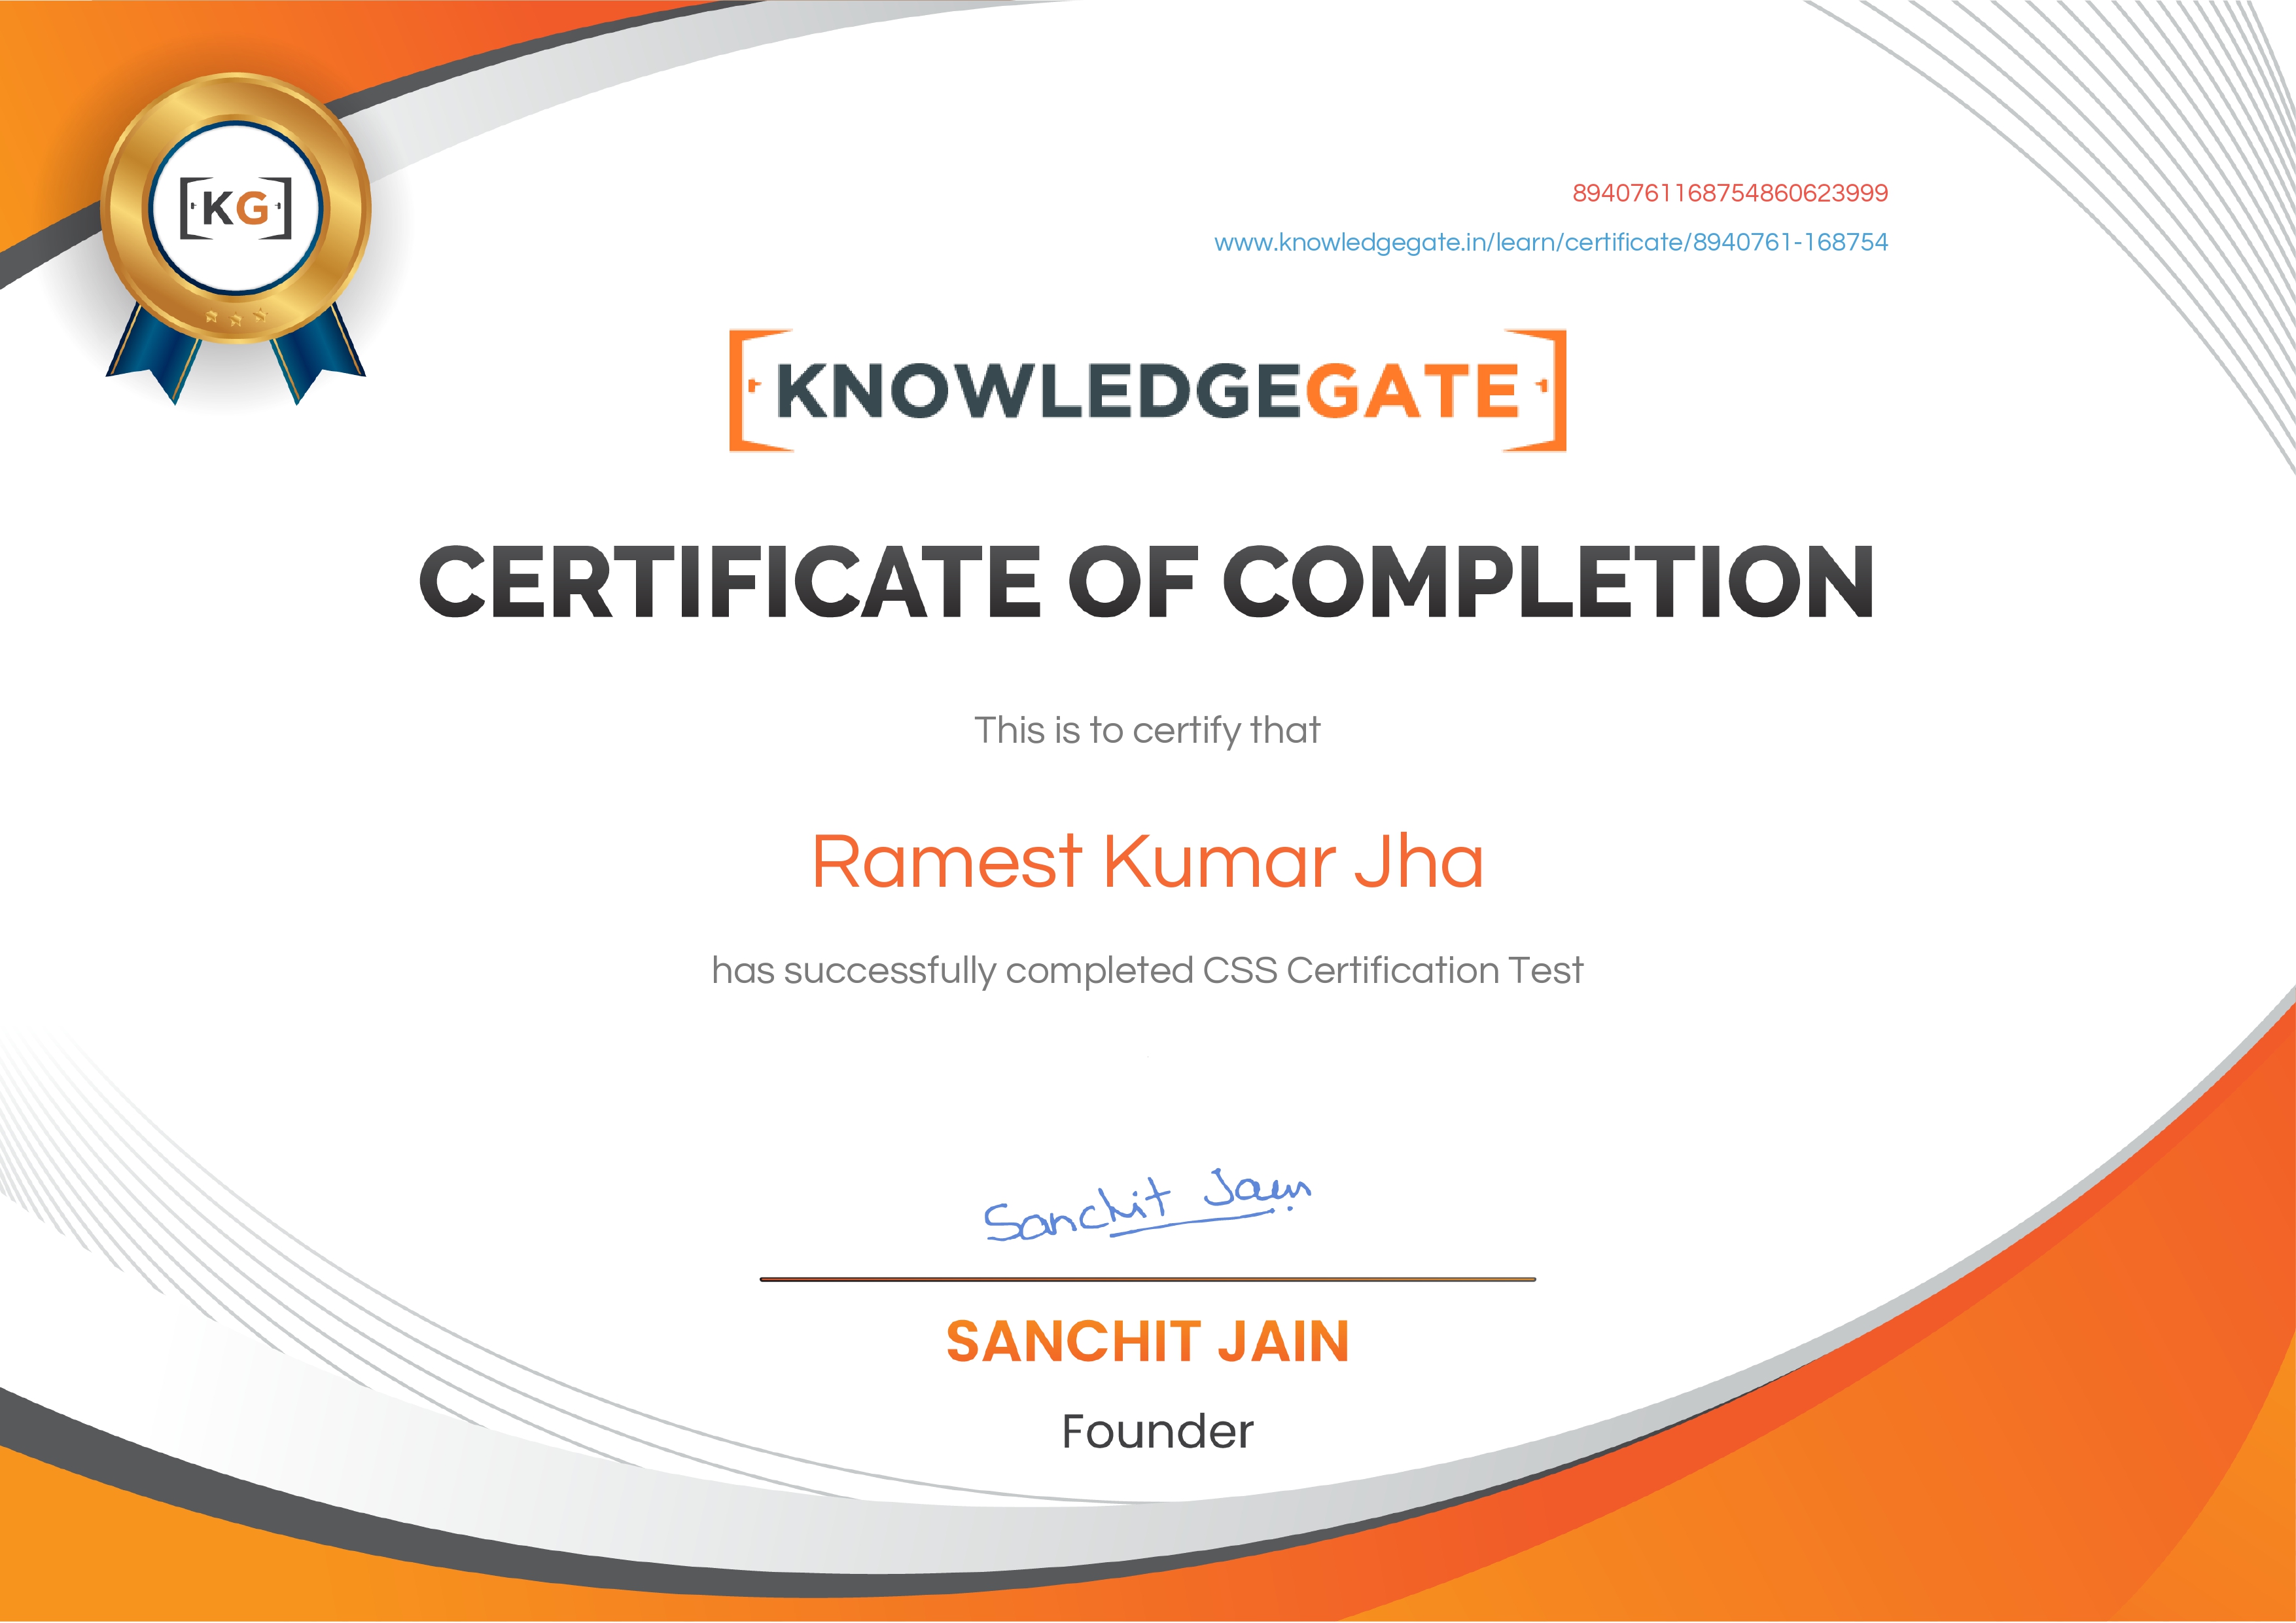 KG
8940761168754860623999
www.knowledgegate.in/learn/certificate/8940761-168754
KNOWLEDGEGATE
CERTIFICATE OF COMPLETION
This is to certify that
Ramest Kumar Jha
has successfully completed CSS Certification Test
Sanchit Jain
SANCHIT JAIN
Founder